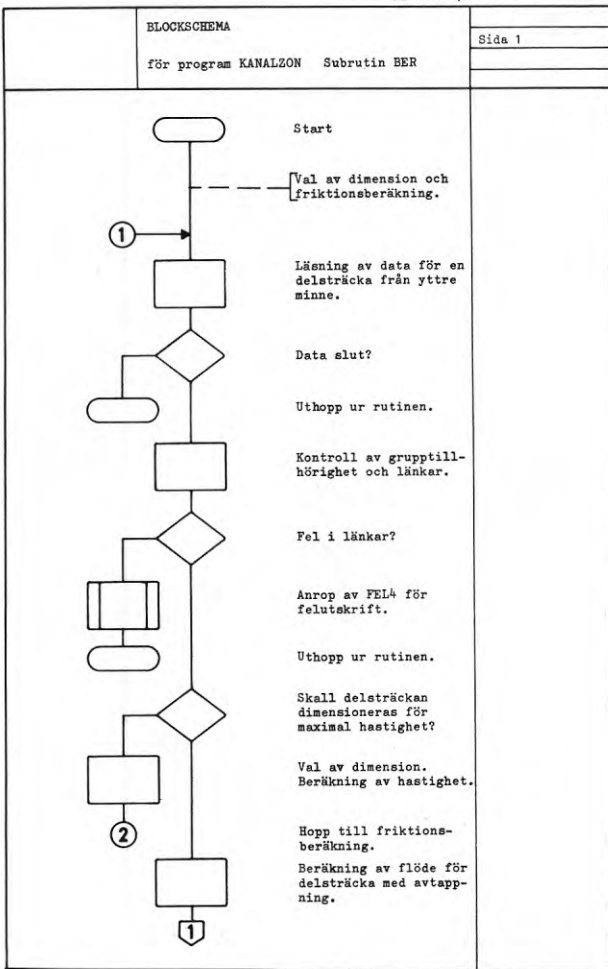 BLOCKSCHEMA
Sida 1
för program KANALZON Subrutin BER
Start
Val av dimension och
friktionsberäkning.
1
Läsning av data för en
delsträcka från yttre
minne.
Data slut?
Uthopp ur rutinen.
Kontroll av grupptill-
hörighet och länkar.
Fel i länkar?
Anrop av FEL4 för
felutskrift.
Uthopp ur rutinen.
Skall delsträckan
dimensioneras för
maximal hastighet?
Val av dimension.
Beräkning av hastighet.
2
Hopp till friktions-
beräkning.
Beräkning av flöde för
delsträcka med avtapp-
ning.
1